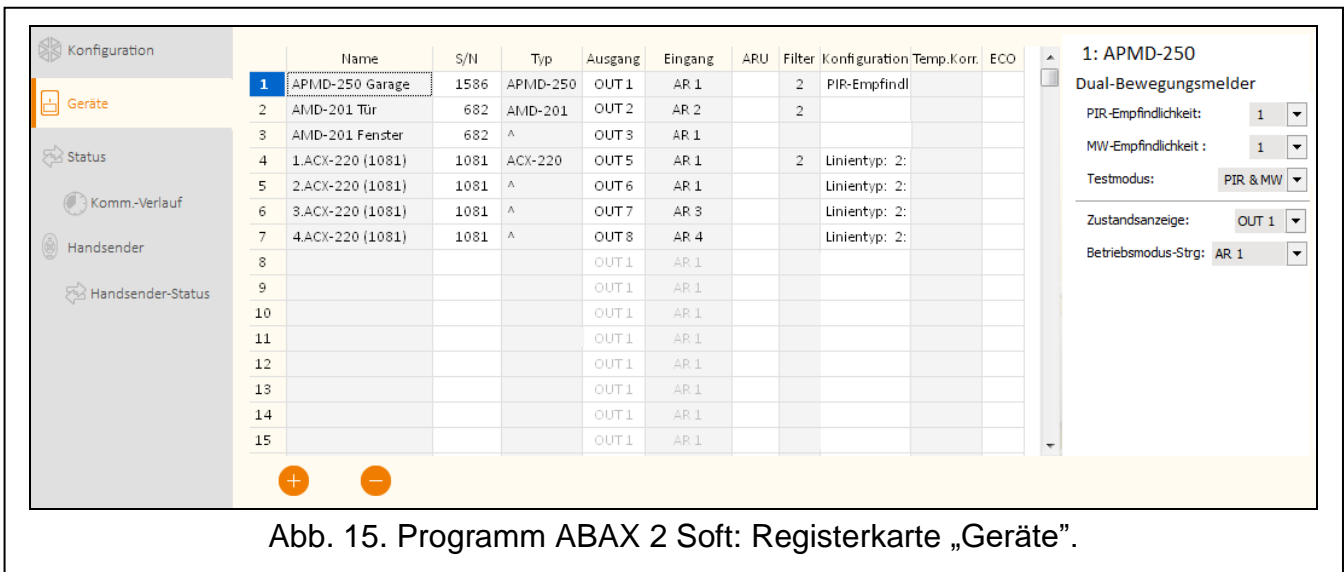 Konfiguration
Geräte
Status
Komm.-Verlauf
Handsender
Handsender-Status
Name S/N Typ Ausgang Eingang ARU Filter Konfiguration Temp.Korr. ECO
1 APMD-250 Garage 1586 APMD-250 OUT 1 AR 1 2 PIR-Empfindl
2 AMD-201 Tür 682 AMD-201 OUT 2 AR 2 2
3 AMD-201 Fenster 682 ^ OUT 3 AR 1
4 1.ACX-220 (1081) 1081 ACX-220 OUT 5 AR 1 2 Linientyp: 2:
5 2.ACX-220 (1081) 1081 ^ OUT 6 AR 1 Linientyp: 2:
6 3.ACX-220 (1081) 1081 ^ OUT 7 AR 3 Linientyp: 2:
7 4.ACX-220 (1081) 1081 ^ OUT 8 AR 4 Linientyp: 2:
8 OUT 1 AR 1
9 OUT 1 AR 1
10 OUT 1 AR 1
11 OUT 1 AR 1
12 OUT 1 AR 1
13 OUT 1 AR 1
14 OUT 1 AR 1
15 OUT 1 AR 1
1: APMD-250
Dual-Bewegungsmelder
PIR-Empfindlichkeit: 1
MW-Empfindlichkeit : 1
Testmodus: PIR & MW
Zustandsanzeige: OUT 1
Betriebsmodus-Strg: AR 1
Abb. 15. Programm ABAX 2 Soft: Registerkarte „Geräte”.